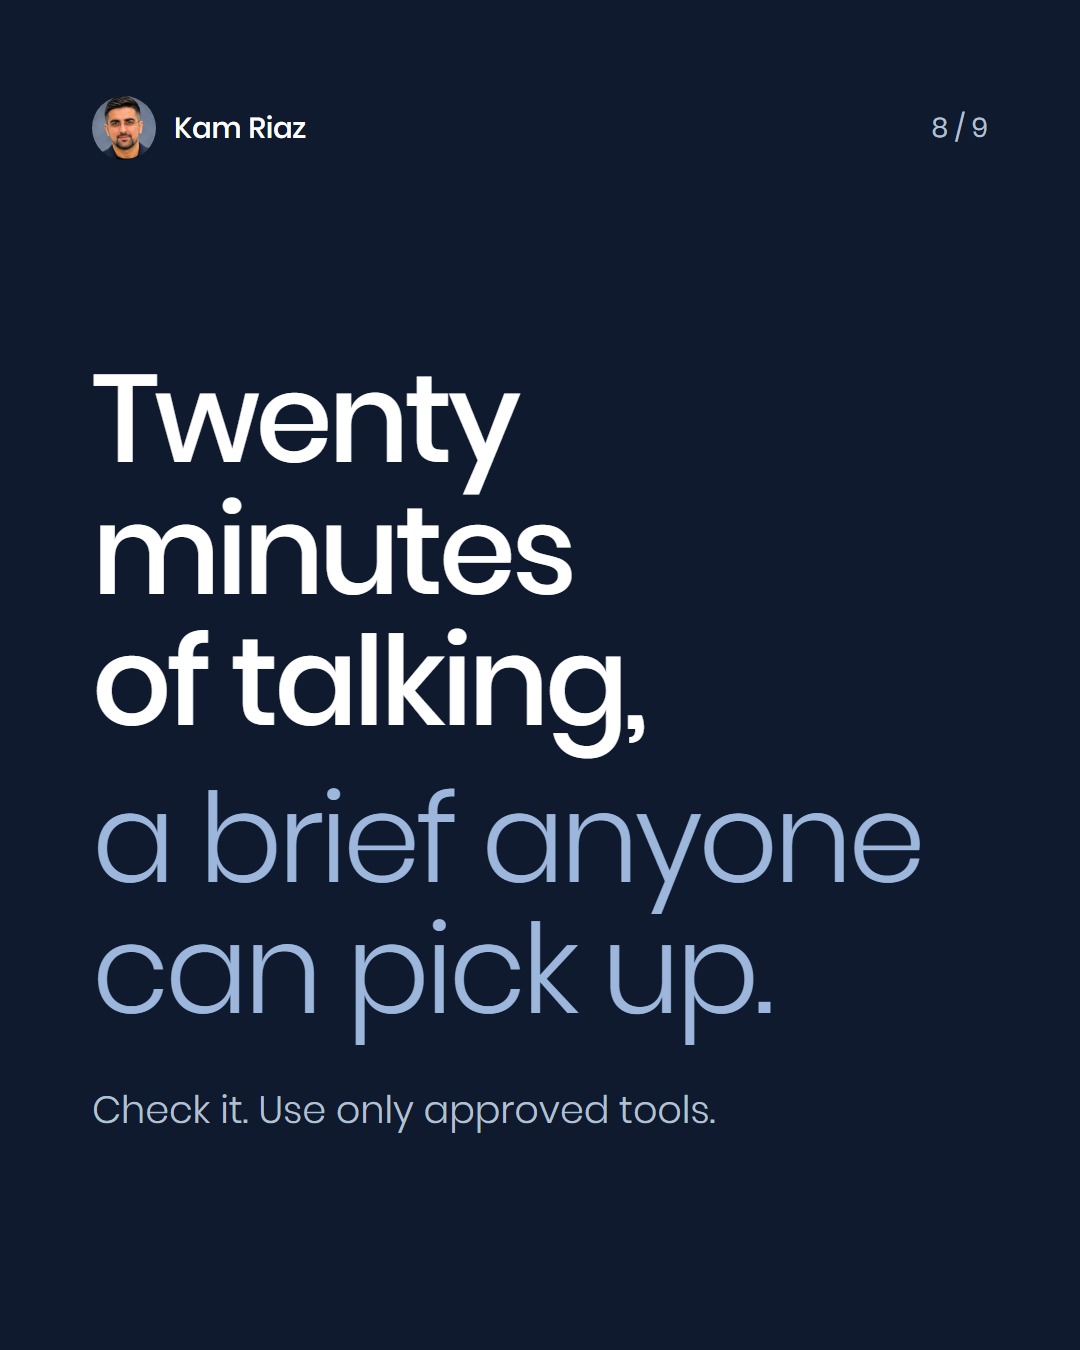 Kam Riaz
8 / 9
Twenty
minutes
of talking,
a brief anyone
can pick up.
Check it. Use only approved tools.